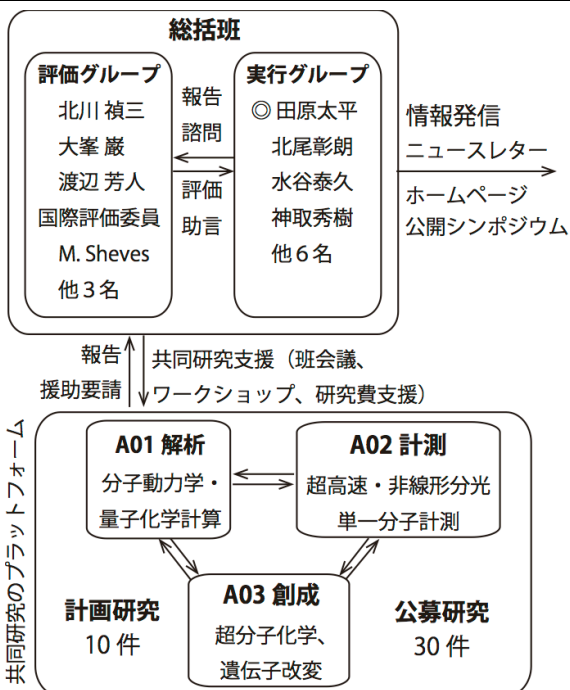 総括班
評価グループ
北川 禎三
大峯 巌
渡辺 芳人
国際評価委員
M. Sheves
他３名
報告
諮問
評価
助言
実行グループ
◎ 田原太平
北尾彰朗
水谷泰久
神取秀樹
他６名
情報発信
ニュースレター
ホームページ
公開シンポジウム
報告
援助要請
共同研究支援（班会議、
ワークショップ、研究費支援）
共同研究のプラットフォーム
A01 解析
分子動力学・
量子化学計算
A02 計測
超高速・非線形分光
単一分子計測
A03 創成
超分子化学、
遺伝子改変
計画研究
10 件
公募研究
30 件